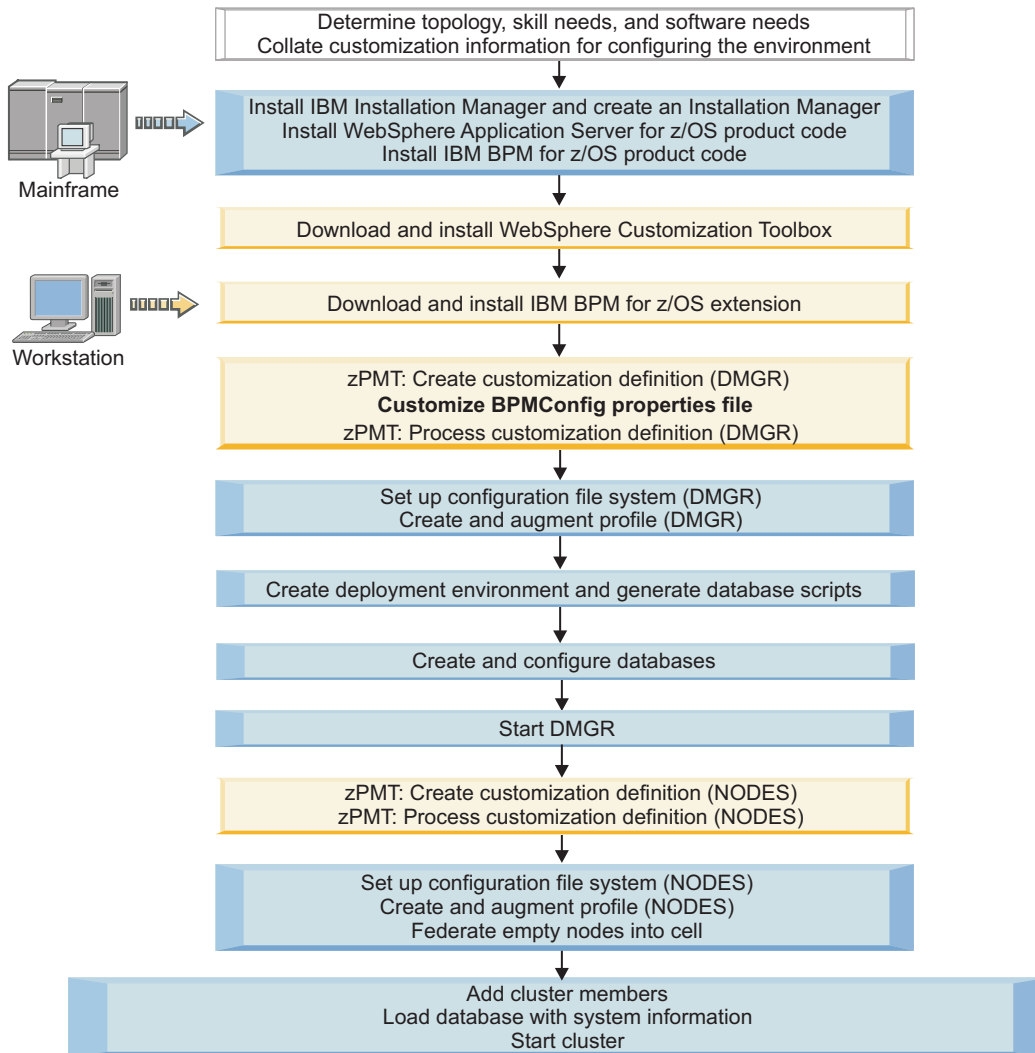 Determine topology, skill needs, and software needs
Collate customization information for configuring the environment
Install IBM Installation Manager and create an Installation Manager
Install WebSphere Application Server for z/OS product code
Install IBM BPM for z/OS product code
Mainframe
Download and install WebSphere Customization Toolbox
Download and install IBM BPM for z/OS extension
Workstation
zPMT: Create customization definition (DMGR)
Customize BPMConfig properties file
zPMT: Process customization definition (DMGR)
Set up configuration file system (DMGR)
Create and augment profile (DMGR)
Create deployment environment and generate database scripts
Create and configure databases
Start DMGR
zPMT: Create customization definition (NODES)
zPMT: Process customization definition (NODES)
Set up configuration file system (NODES)
Create and augment profile (NODES)
Federate empty nodes into cell
Add cluster members
Load database with system information
Start cluster